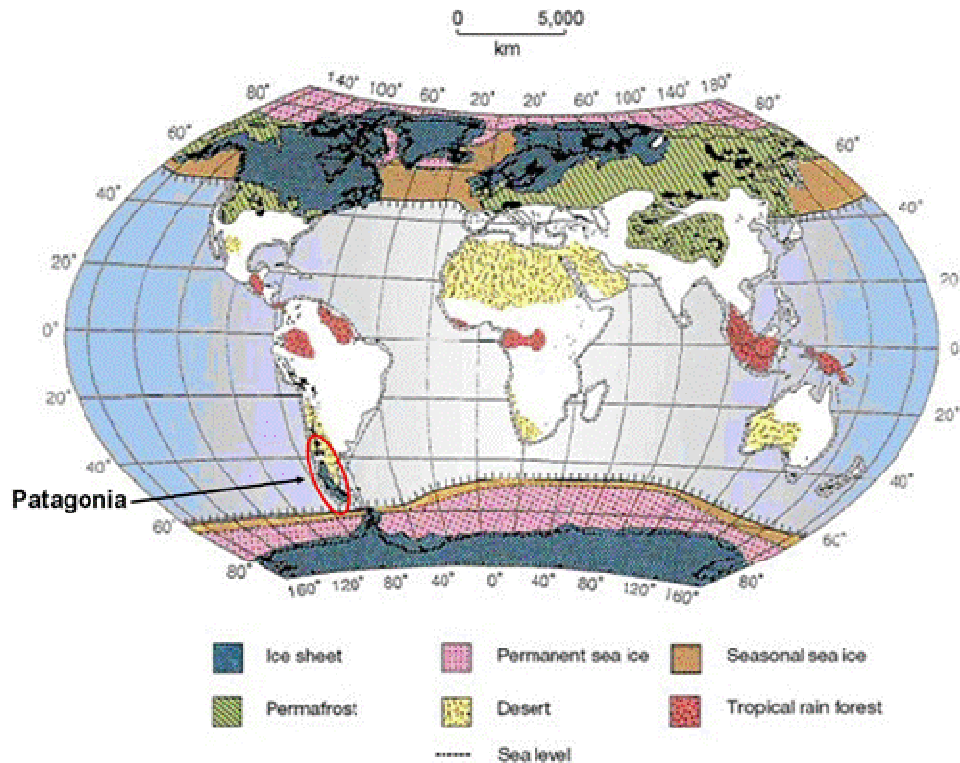 0 5,000
km
140° 100° 60° 20° 20° 60° 100° 140° 180°
80° 80°
60° 60°
40° 40°
20° 20
0° 0
20° 20°
40° 40°
Patagonia
60° 60°
80° 80°
160° 120° 80° 40° 0° 40° 80° 120° 160°
Ice sheet Permanent sea ice Seasonal sea ice
Permafrost Desert Tropical rain forest
Sea level